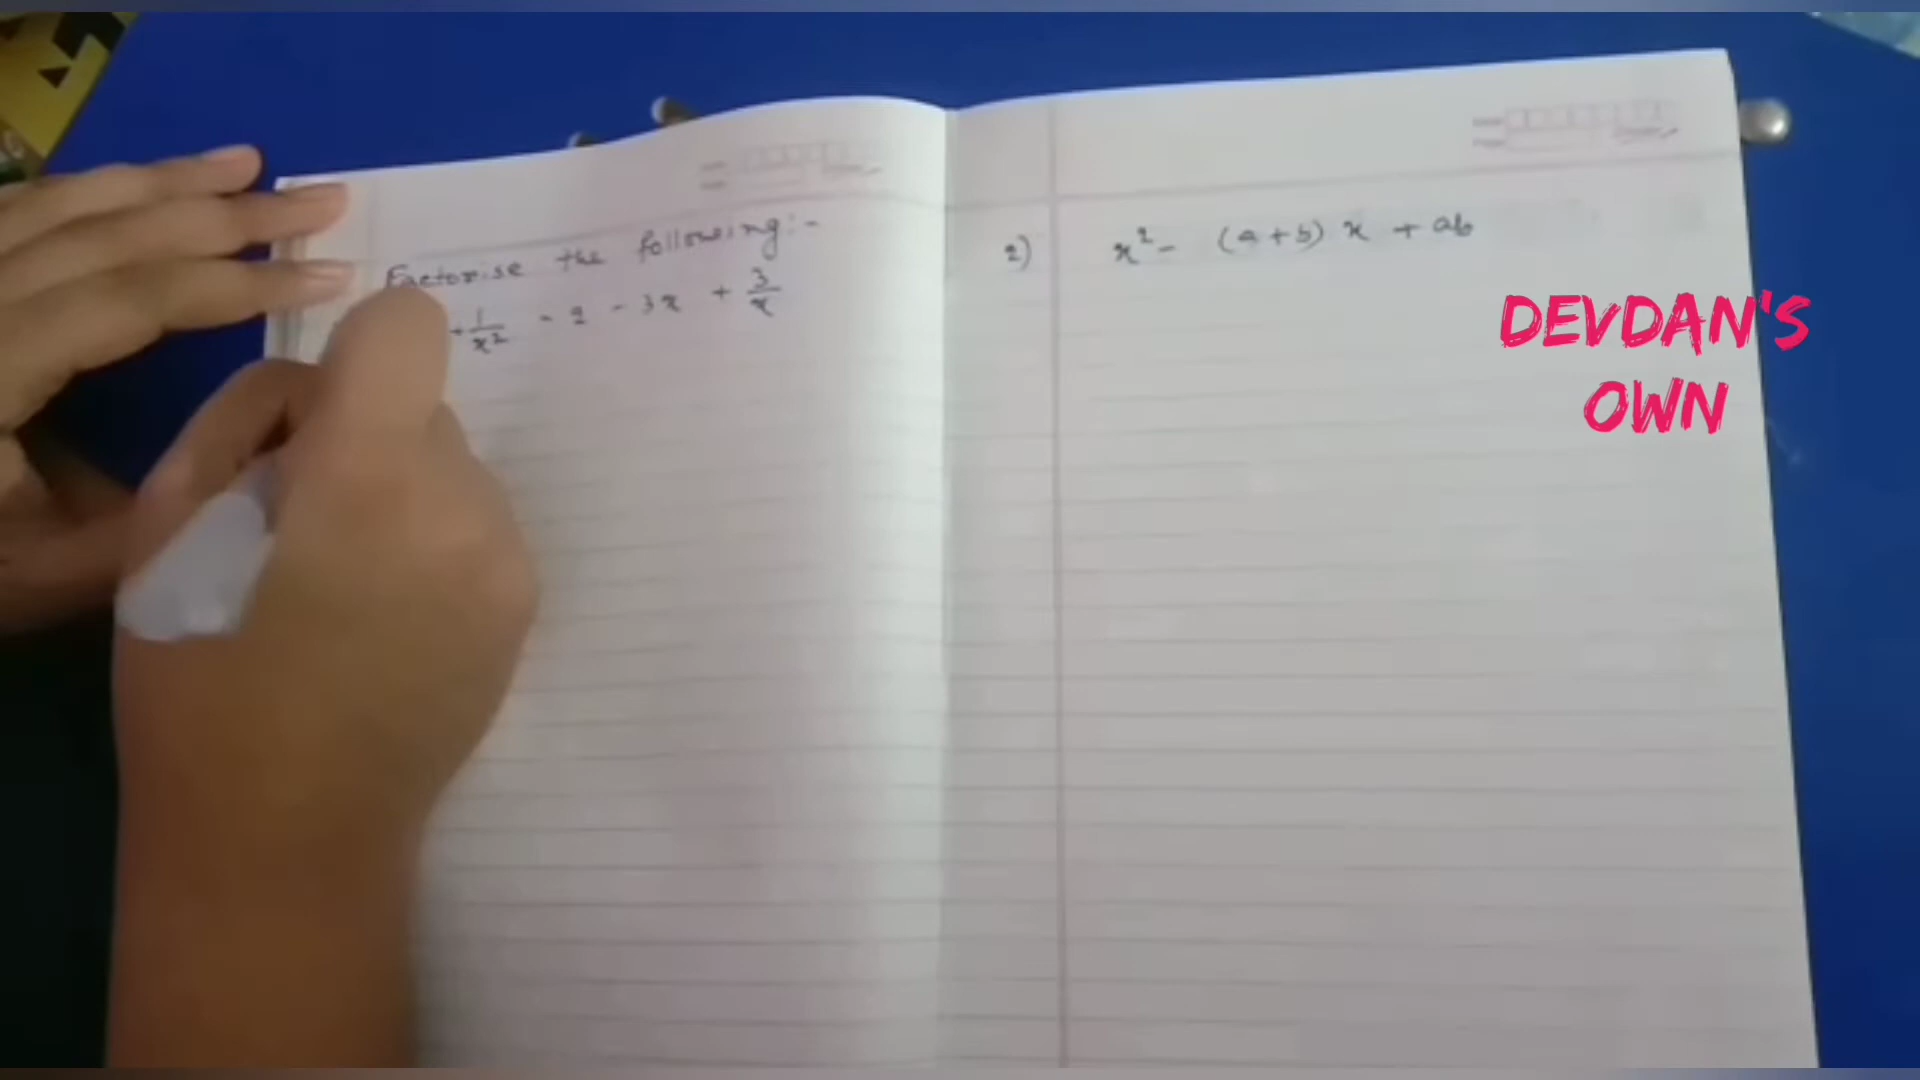 Factorise the following:-
+ 1/x² - 2 - 3x + 3/x
2) x² - (a+b) x + ab
DEVDAN'S
OWN